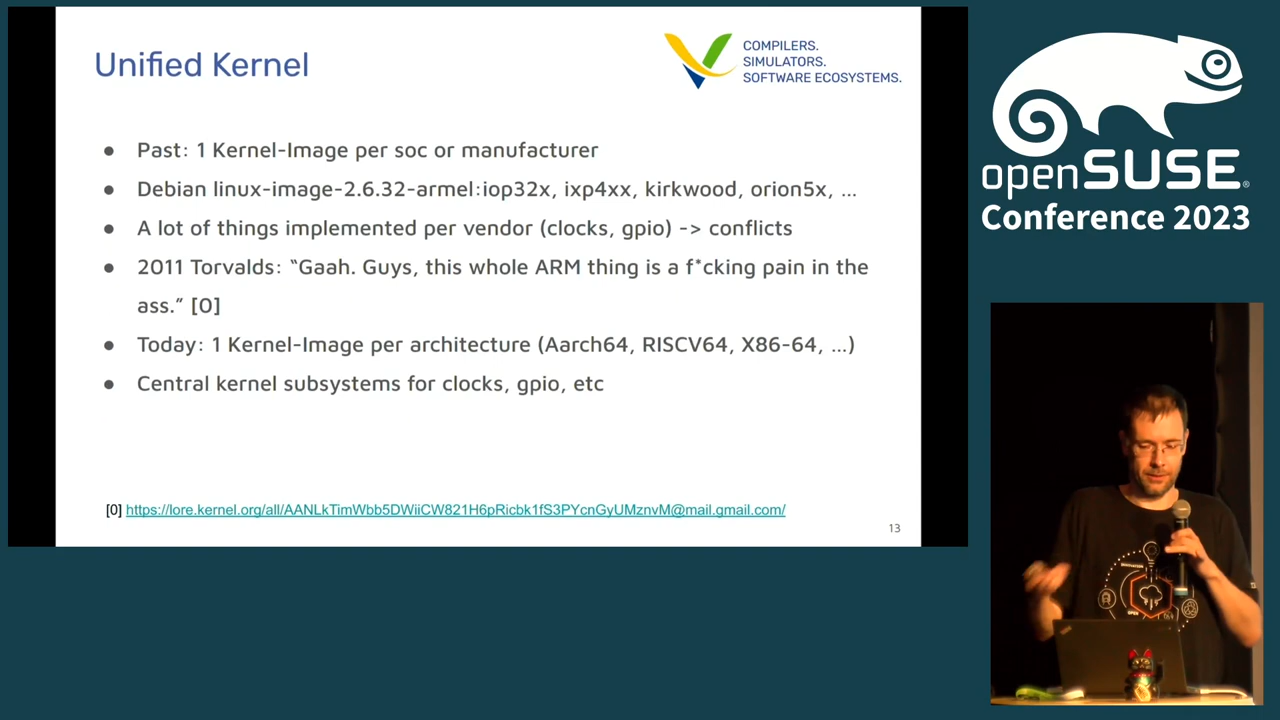 Unified Kernel
COMPILERS.
SIMULATORS.
SOFTWARE ECOSYSTEMS.
● Past: 1 Kernel-Image per soc or manufacturer
● Debian linux-image-2.6.32-armel:iop32x, ixp4xx, kirkwood, orion5x, ...
● A lot of things implemented per vendor (clocks, gpio) -> conflicts
● 2011 Torvalds: “Gaah. Guys, this whole ARM thing is a f*cking pain in the
ass.” [0]
● Today: 1 Kernel-Image per architecture (Aarch64, RISCV64, X86-64, ...)
● Central kernel subsystems for clocks, gpio, etc
[0] https://lore.kernel.org/all/AANLkTimWbb5DWiiCW821H6pRicbk1fS3PYcnGyUMznvM@mail.gmail.com/
13
openSUSE®
Conference 2023